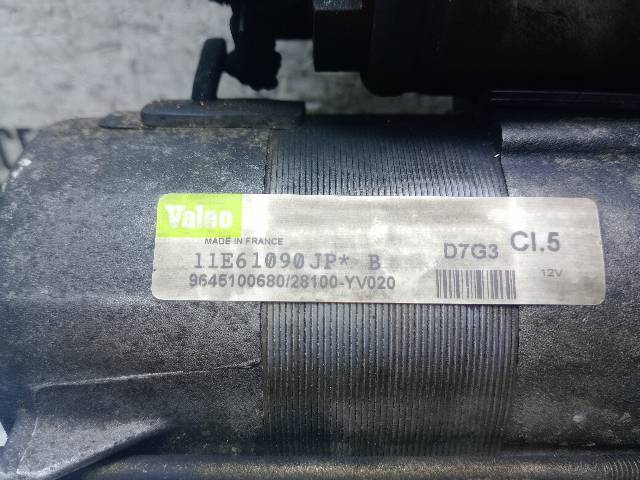 Valeo
MADE IN FRANCE
11E61090JP* B
9645100680/28100-YV020
D7G3 Cl.5
12V